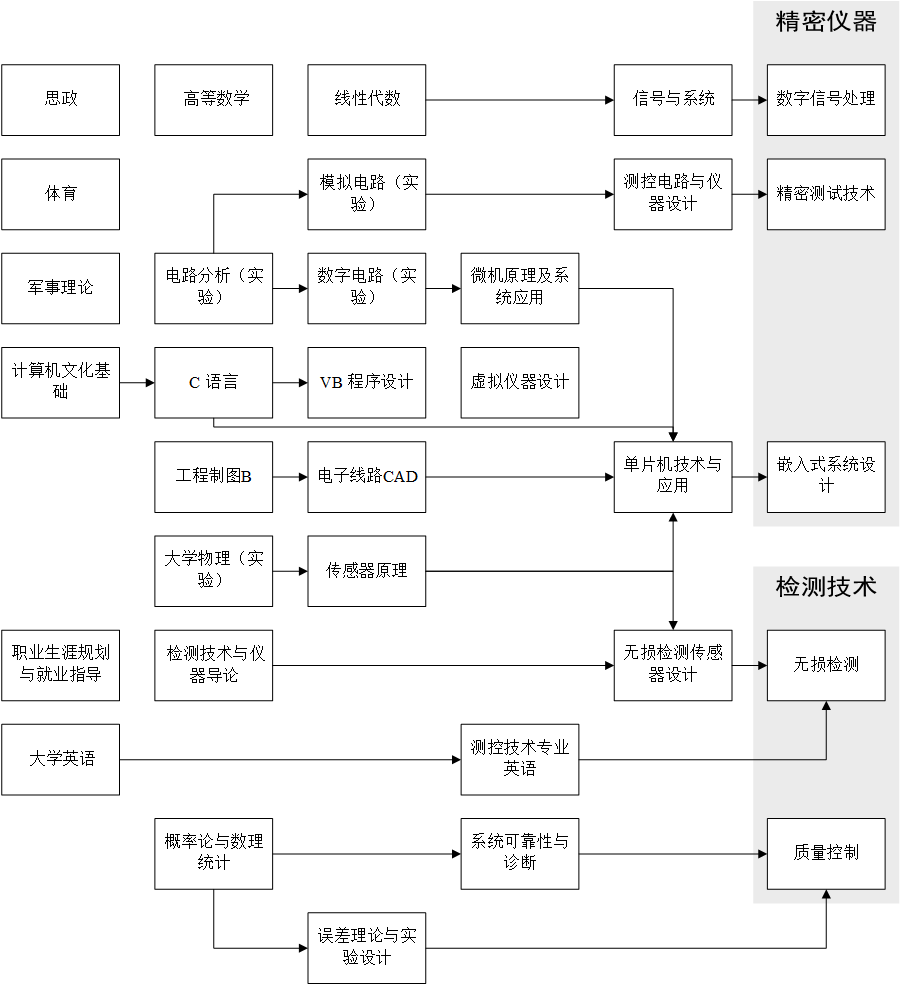 精密仪器
思政
高等数学
线性代数
信号与系统
数字信号处理
体育
模拟电路（实
验）
测控电路与仪
器设计
精密测试技术
军事理论
电路分析（实
验）
数字电路（实
验）
微机原理及系
统应用
计算机文化基
础
C 语言
VB 程序设计
虚拟仪器设计
工程制图B
电子线路CAD
单片机技术与
应用
嵌入式系统设
计
大学物理（实
验）
传感器原理
检测技术
职业生涯规划
与就业指导
检测技术与仪
器导论
无损检测传感
器设计
无损检测
大学英语
测控技术专业
英语
概率论与数理
统计
系统可靠性与
诊断
质量控制
误差理论与实
验设计